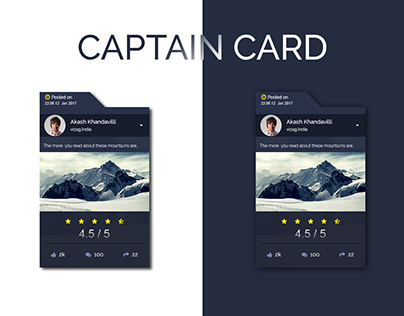 CAPTAIN CARD
Posted on
22:06:12 Jan 2017
Akash Khandavilli
vizag,India
The more you read about these mountains are.
4.5 / 5
2k 100 22
Posted on
22:06:12 Jan 2017
Akash Khandavilli
vizag,India
The more you read about these mountains are.
4.5 / 5
2k 100 22